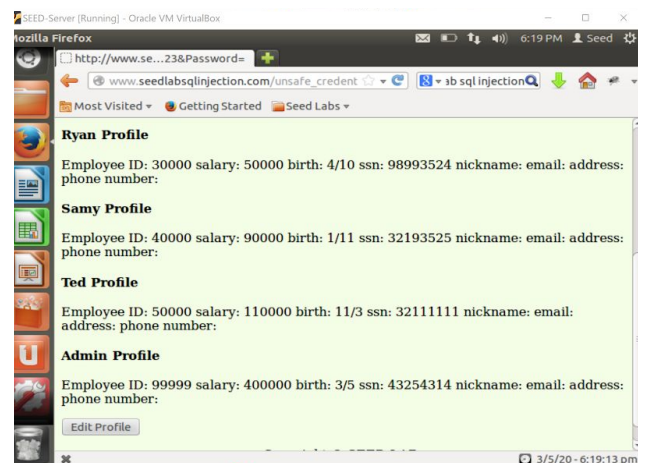 SEED-Server [Running] - Oracle VM VirtualBox
Mozilla Firefox
6:19 PM Seed
http://www.se...23&Password=
www.seedlabsqlinjection.com/unsafe_credent
ab sql injection
Most Visited
Getting Started
Seed Labs
Ryan Profile
Employee ID: 30000 salary: 50000 birth: 4/10 ssn: 98993524 nickname: email: address:
phone number:
Samy Profile
Employee ID: 40000 salary: 90000 birth: 1/11 ssn: 32193525 nickname: email: address:
phone number:
Ted Profile
Employee ID: 50000 salary: 110000 birth: 11/3 ssn: 32111111 nickname: email:
address: phone number:
Admin Profile
Employee ID: 99999 salary: 400000 birth: 3/5 ssn: 43254314 nickname: email: address:
phone number:
Edit Profile
3/5/20 - 6:19:13 pm